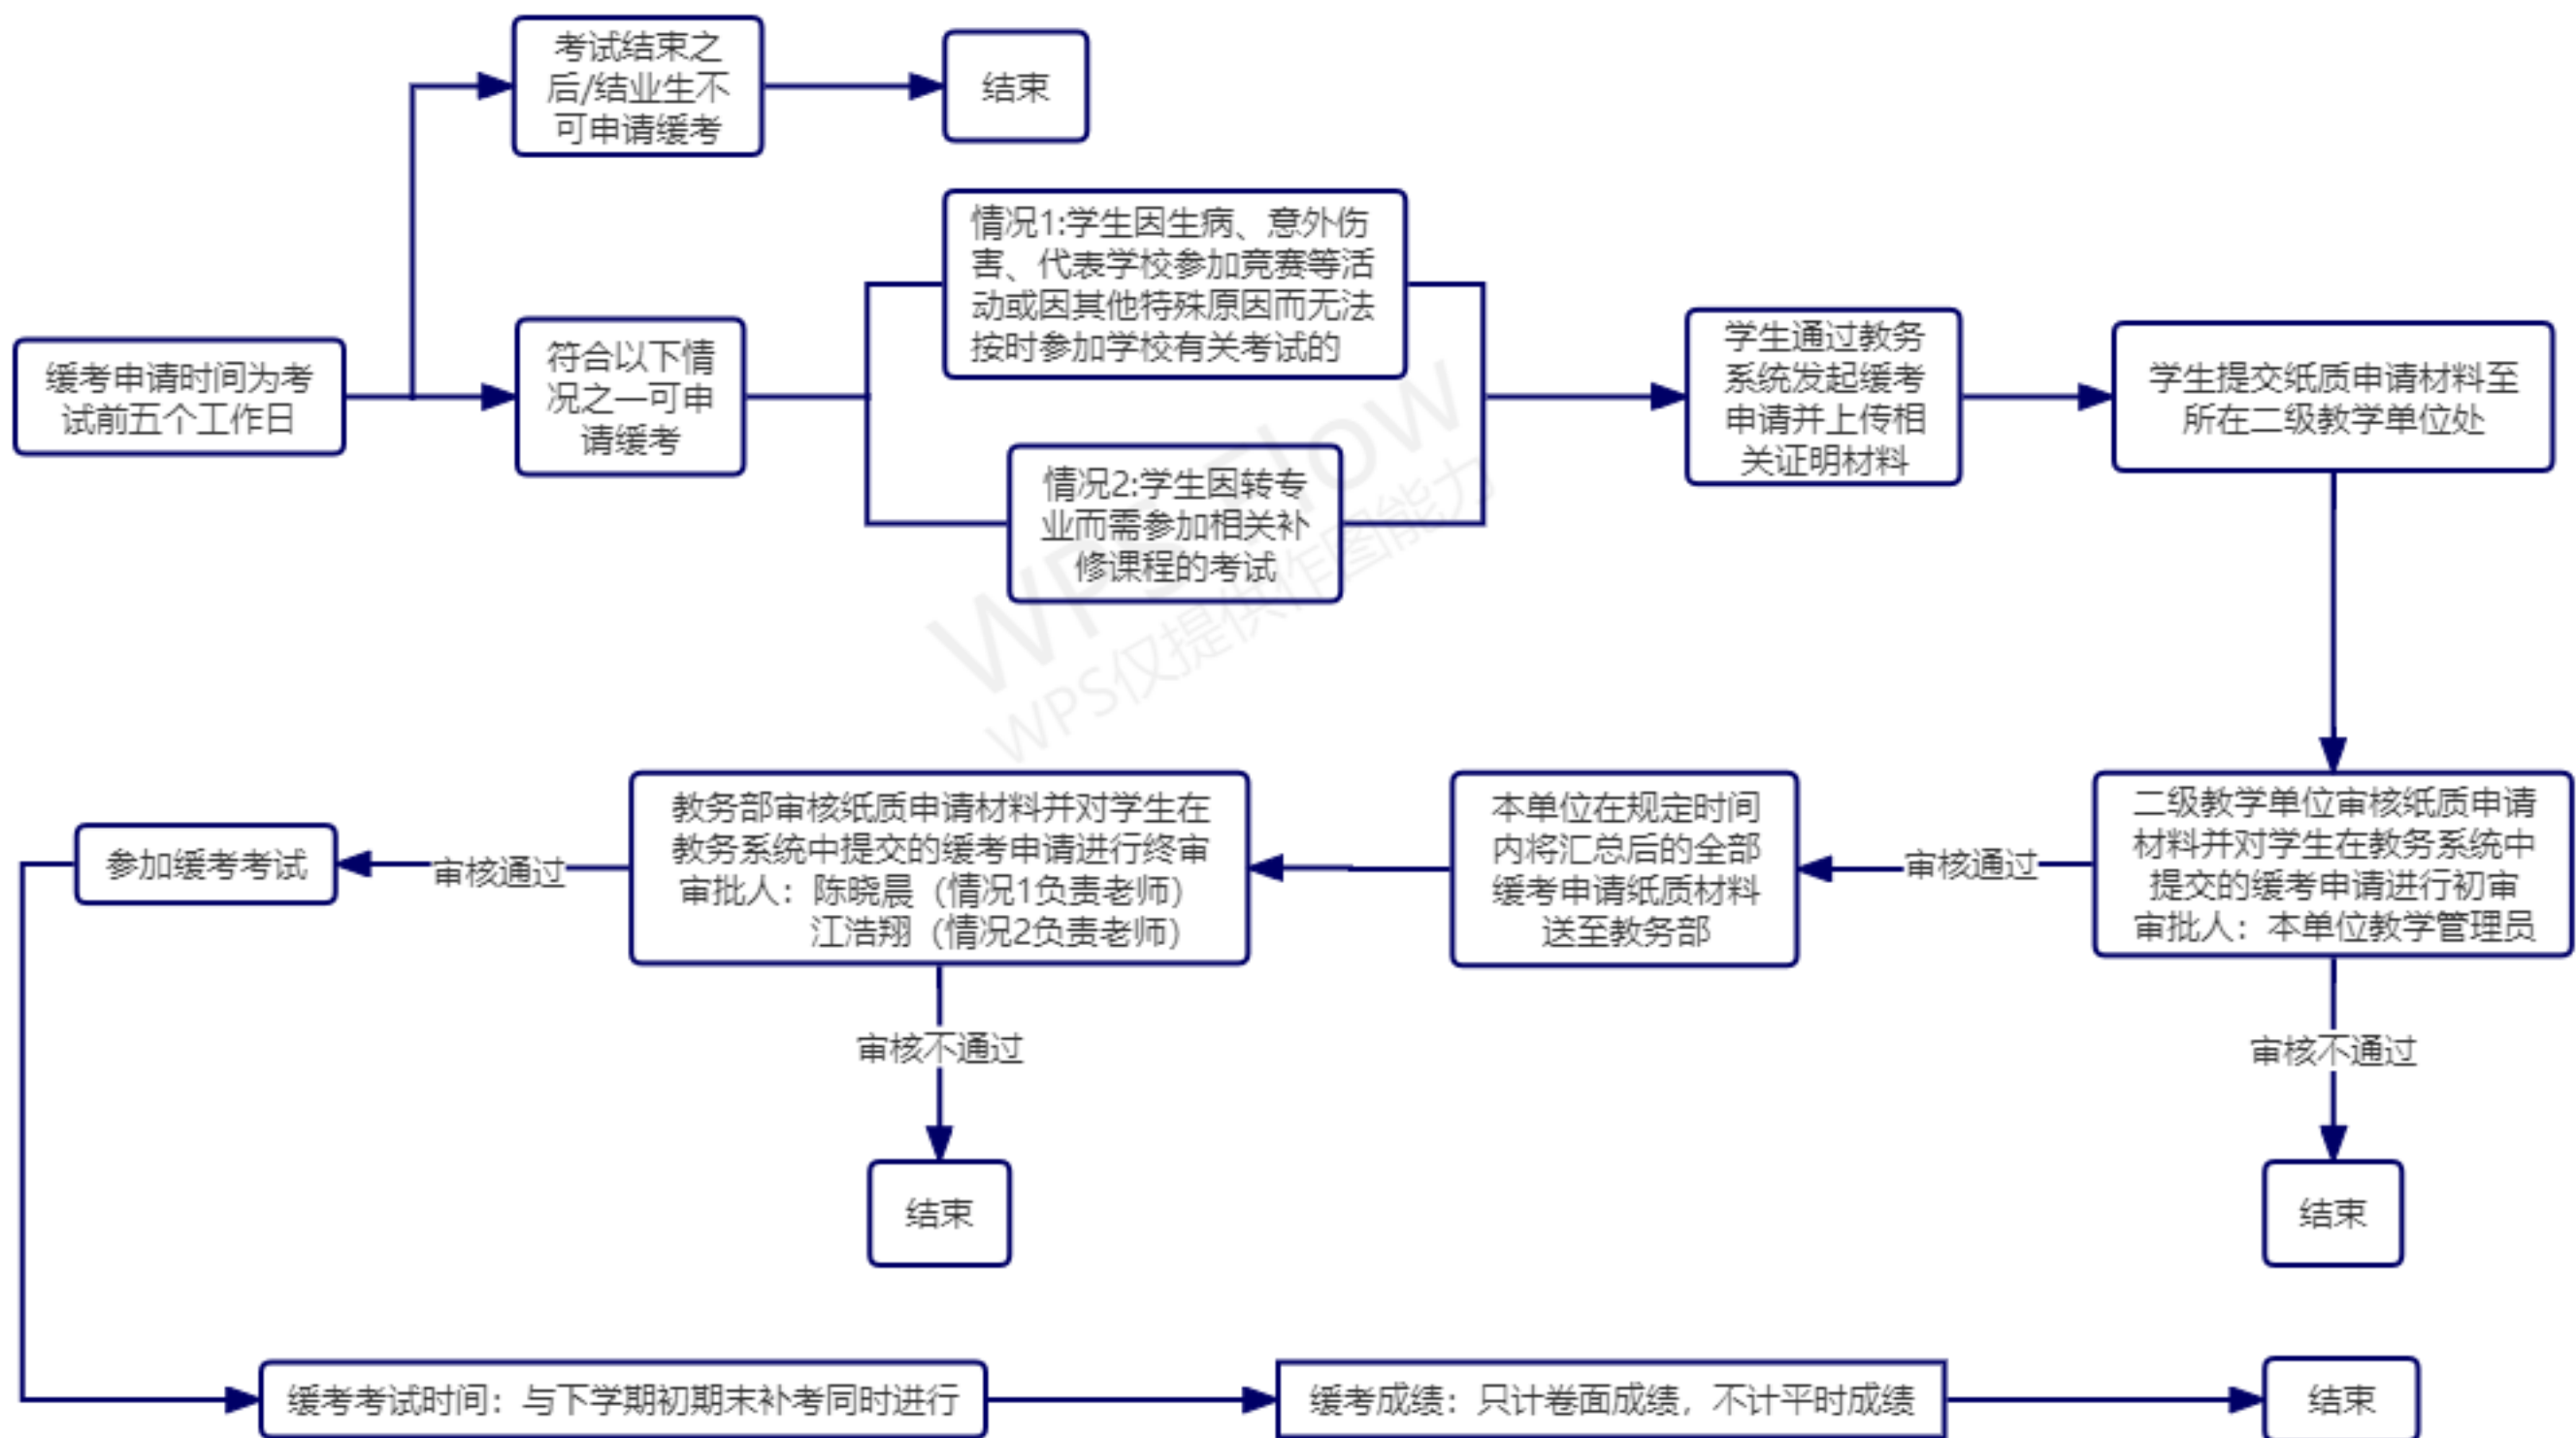 考试结束之
后/结业生不
可申请缓考
结束
缓考申请时间为考
试前五个工作日
符合以下情
况之一可申
请缓考
情况1:学生因生病、意外伤
害、代表学校参加竞赛等活
动或因其他特殊原因而无法
按时参加学校有关考试的
情况2:学生因转专
业而需参加相关补
修课程的考试
学生通过教务
系统发起缓考
申请并上传相
关证明材料
学生提交纸质申请材料至
所在二级教学单位处
WPS Flow
WPS仅提供作图能力
二级教学单位审核纸质申请
材料并对学生在教务系统中
提交的缓考申请进行初审
审批人：本单位教学管理员
审核通过
本单位在规定时间
内将汇总后的全部
缓考申请纸质材料
送至教务部
教务部审核纸质申请材料并对学生在
教务系统中提交的缓考申请进行终审
审批人：陈晓晨（情况1负责老师）
江浩翔（情况2负责老师）
审核通过
参加缓考考试
审核不通过
结束
审核不通过
结束
缓考考试时间：与下学期初期末补考同时进行
缓考成绩：只计卷面成绩，不计平时成绩
结束